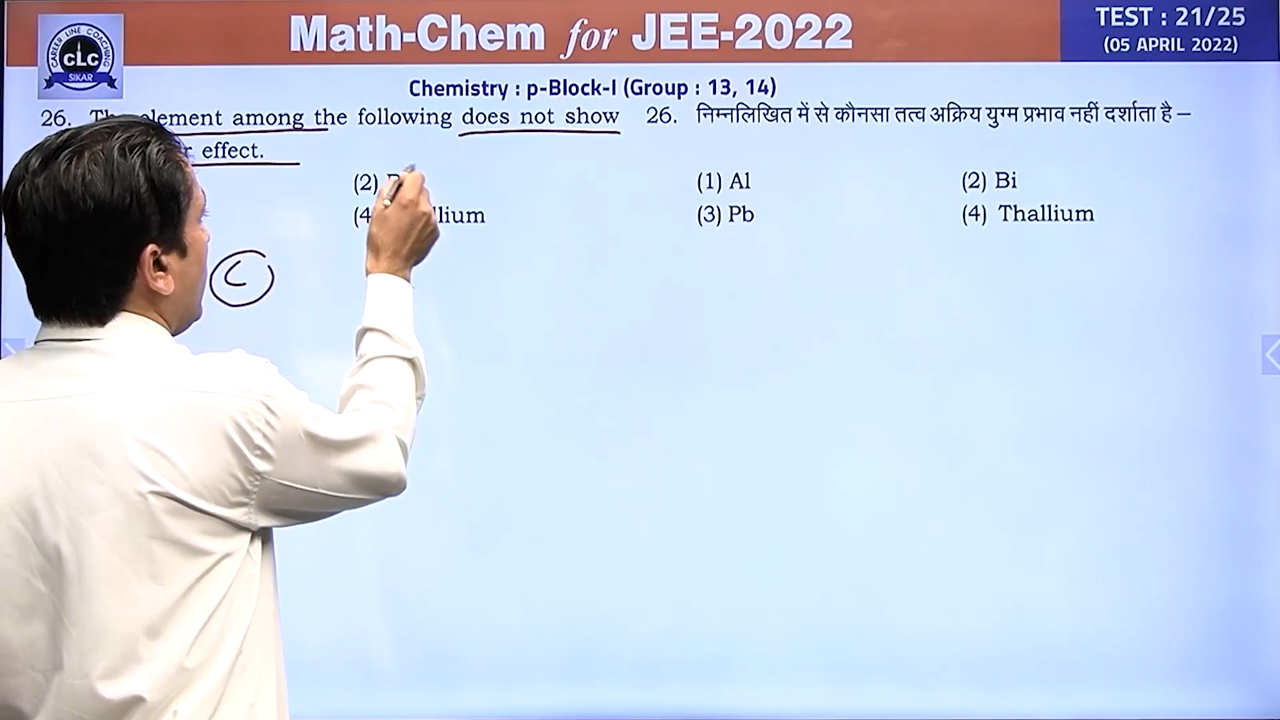 Math-Chem for JEE-2022
TEST : 21/25
(05 APRIL 2022)
CAREER LINE COACHING
CLC
SIKAR
Chemistry : p-Block-I (Group : 13, 14)
26. element among the following does not show
effect.
(2)
(4 llium
26. निम्नलिखित में से कौनसा तत्व अक्रिय युग्म प्रभाव नहीं दर्शाता है –
(1) Al (2) Bi
(3) Pb (4) Thallium